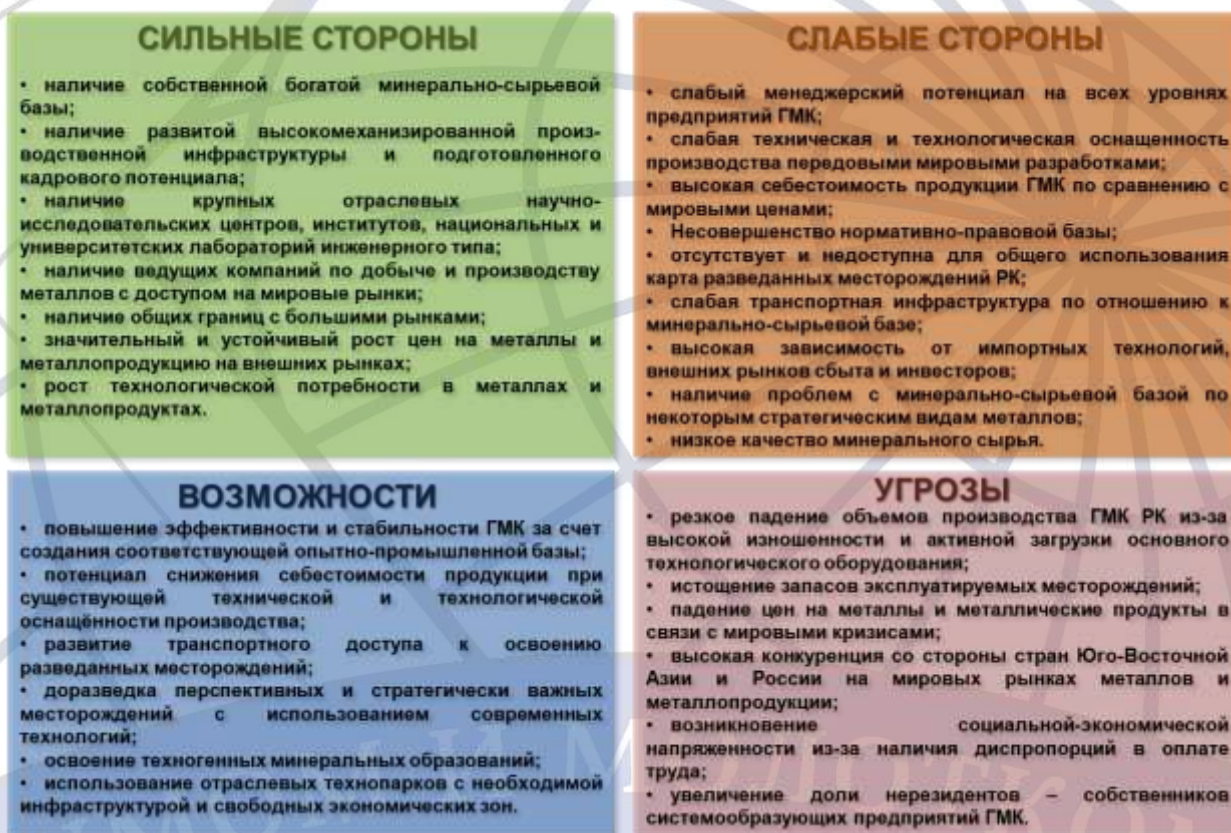 СИЛЬНЫЕ СТОРОНЫ
• наличие собственной богатой минерально-сырьевой
базы;
• наличие развитой высокомеханизированной произ-
водственной инфраструктуры и подготовленного
кадрового потенциала;
• наличие крупных отраслевых научно-
исследовательских центров, институтов, национальных и
университетских лабораторий инженерного типа;
• наличие ведущих компаний по добыче и производству
металлов с доступом на мировые рынки;
• наличие общих границ с большими рынками;
• значительный и устойчивый рост цен на металлы и
металлопродукцию на внешних рынках;
• рост технологической потребности в металлах и
металлопродуктах.
СЛАБЫЕ СТОРОНЫ
• слабый менеджерский потенциал на всех уровнях
предприятий ГМК;
• слабая техническая и технологическая оснащенность
производства передовыми мировыми разработками;
• высокая себестоимость продукции ГМК по сравнению с
мировыми ценами;
• Несовершенство нормативно-правовой базы;
• отсутствует и недоступна для общего использования
карта разведанных месторождений РК;
• слабая транспортная инфраструктура по отношению к
минерально-сырьевой базе;
• высокая зависимость от импортных технологий,
внешних рынков сбыта и инвесторов;
• наличие проблем с минерально-сырьевой базой по
некоторым стратегическим видам металлов;
• низкое качество минерального сырья.
ВОЗМОЖНОСТИ
• повышение эффективности и стабильности ГМК за счет
создания соответствующей опытно-промышленной базы;
• потенциал снижения себестоимости продукции при
существующей технической и технологической
оснащённости производства;
• развитие транспортного доступа к освоению
разведанных месторождений;
• доразведка перспективных и стратегически важных
месторождений с использованием современных
технологий;
• освоение техногенных минеральных образований;
• использование отраслевых технопарков с необходимой
инфраструктурой и свободных экономических зон.
УГРОЗЫ
• резкое падение объемов производства ГМК РК из-за
высокой изношенности и активной загрузки основного
технологического оборудования;
• истощение запасов эксплуатируемых месторождений;
• падение цен на металлы и металлические продукты в
связи с мировыми кризисами;
• высокая конкуренция со стороны стран Юго-Восточной
Азии и России на мировых рынках металлов и
металлопродукции;
• возникновение социальной-экономической
напряженности из-за наличия диспропорций в оплате
труда;
• увеличение доли нерезидентов – собственников
системообразующих предприятий ГМК.